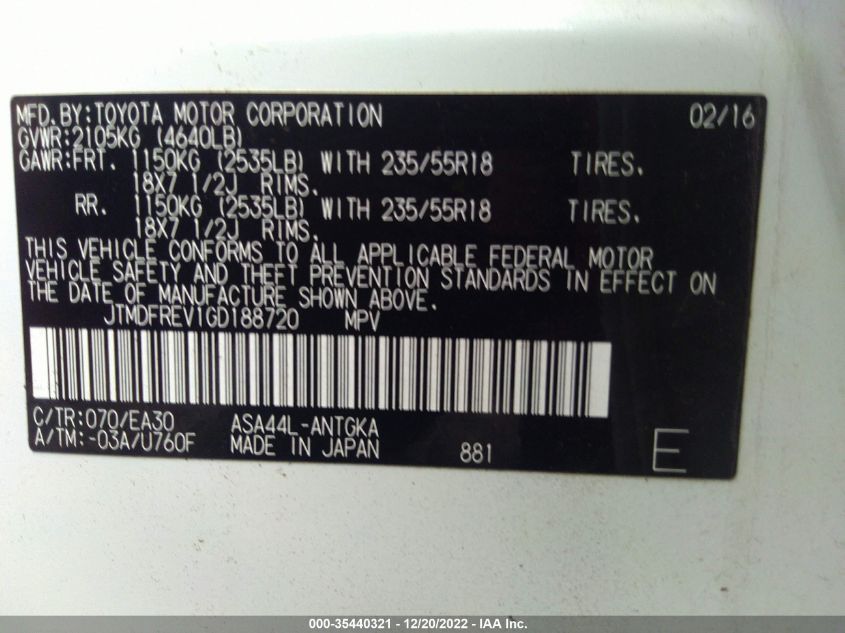 MFD.BY:TOYOTA MOTOR CORPORATION 02/16
GVWR:2105KG (4640LB)
GAWR:FRT. 1150KG (2535LB) WITH 235/55R18 TIRES.
18X7 1/2J RIMS.
RR. 1150KG (2535LB) WITH 235/55R18 TIRES.
18X7 1/2J RIMS.
THIS VEHICLE CONFORMS TO ALL APPLICABLE FEDERAL MOTOR
VEHICLE SAFETY AND THEFT PREVENTION STANDARDS IN EFFECT ON
THE DATE OF MANUFACTURE SHOWN ABOVE.
JTMDFREV1GD188720 MPV
C/TR:070/EA30 ASA44L-ANTGKA
A/TM:-03A/U760F MADE IN JAPAN 881 E
000-35440321 - 12/20/2022 - IAA Inc.